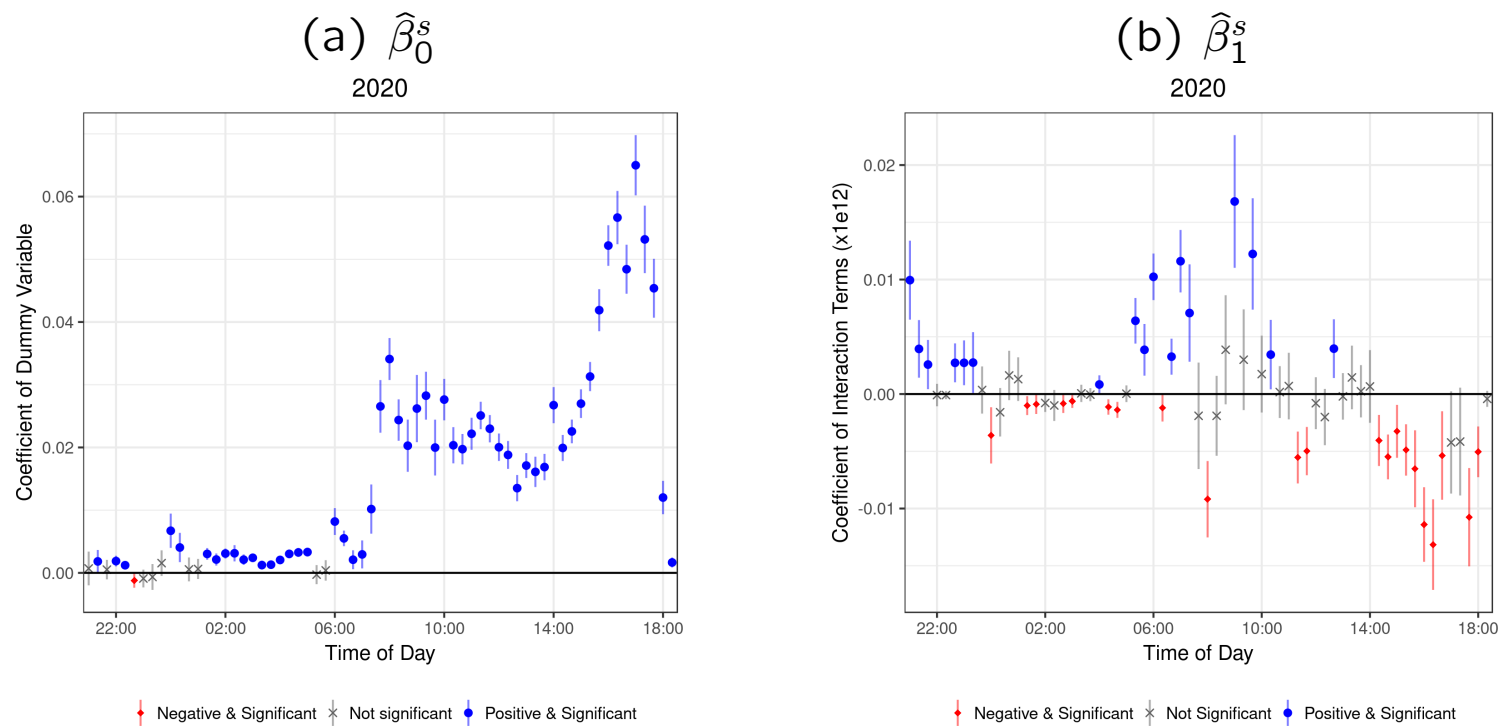 (a) β̂₀ˢ
2020
Coefficient of Dummy Variable
0.06
0.04
0.02
0.00
22:00 02:00 06:00 10:00 14:00 18:00
Time of Day
Negative & Significant Not significant Positive & Significant
(b) β̂₁ˢ
2020
Coefficient of Interaction Terms (x1e12)
0.02
0.01
0.00
-0.01
22:00 02:00 06:00 10:00 14:00 18:00
Time of Day
Negative & Significant Not Significant Positive & Significant